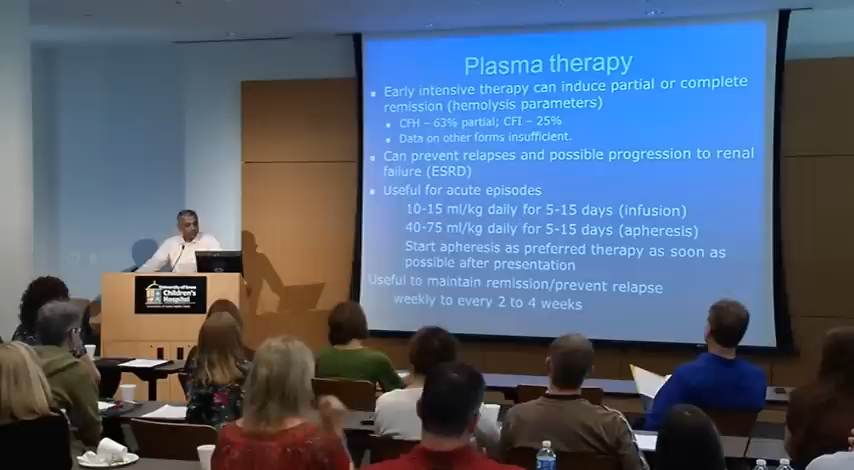 Plasma therapy
Early intensive therapy can induce partial or complete
remission (hemolysis parameters)
CFH – 63% partial; CFI – 25%
Data on other forms insufficient.
Can prevent relapses and possible progression to renal
failure (ESRD)
Useful for acute episodes
10-15 ml/kg daily for 5-15 days (infusion)
40-75 ml/kg daily for 5-15 days (apheresis)
Start apheresis as preferred therapy as soon as
possible after presentation
Useful to maintain remission/prevent relapse
weekly to every 2 to 4 weeks
University of Iowa
Children's
Hospital